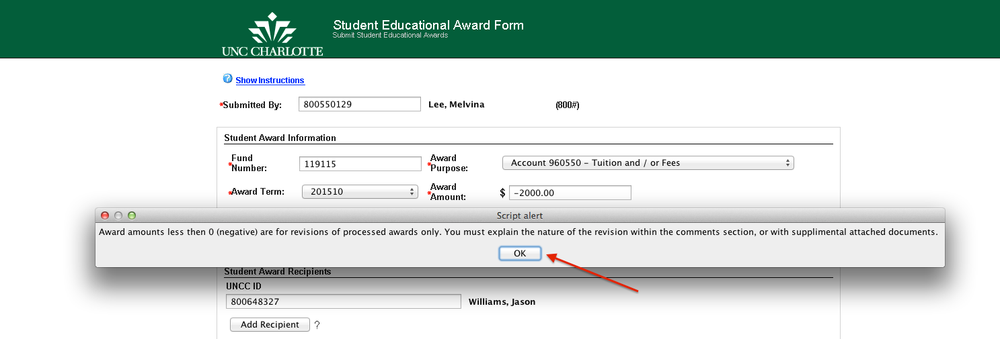 Student Educational Award Form
Submit Student Educational Awards
UNC CHARLOTTE
Show Instructions
*Submitted By: 800550129 Lee, Melvina (800#)
Student Award Information
*Fund Number: 119115 *Award Purpose: Account 960550 – Tuition and / or Fees
*Award Term: 201510 *Award Amount: $ -2000.00
Script alert
Award amounts less then 0 (negative) are for revisions of processed awards only. You must explain the nature of the revision within the comments section, or with supplimental attached documents.
OK
Student Award Recipients
UNCC ID
800648327 Williams, Jason
Add Recipient ?